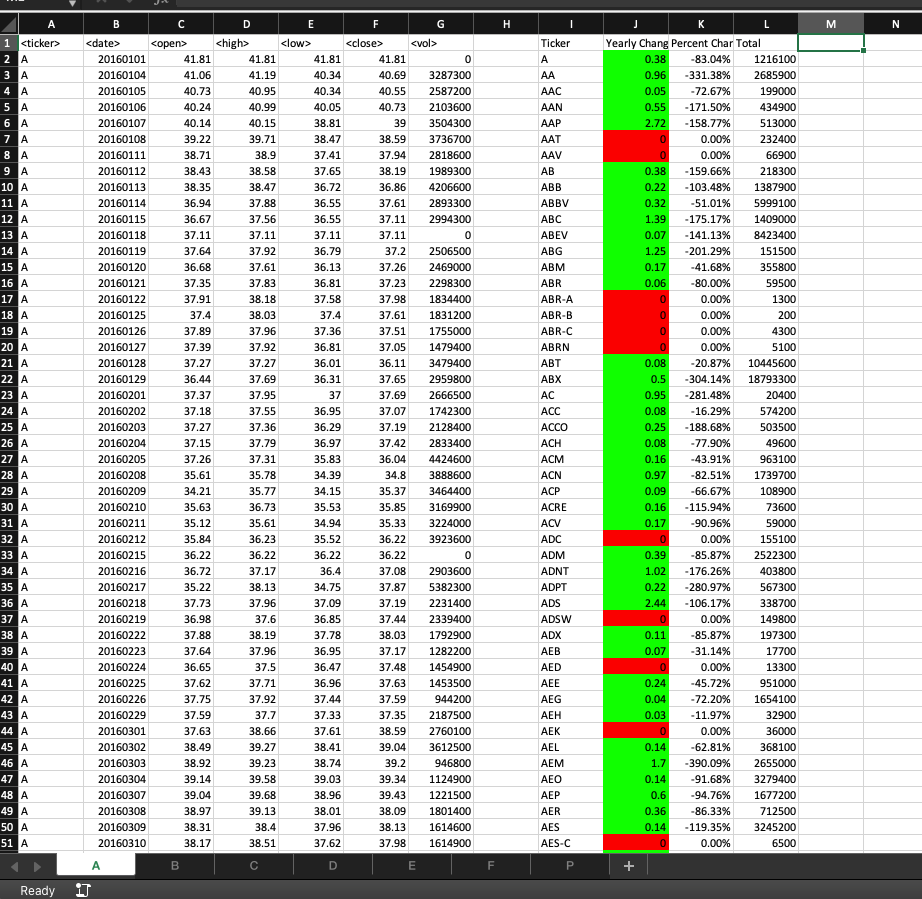 A B C D E F G H I J K L M N
1 <ticker> <date> <open> <high> <low> <close> <vol> Ticker Yearly Chang Percent Char Total
2 A 20160101 41.81 41.81 41.81 41.81 0 A 0.38 -83.04% 1216100
3 A 20160104 41.06 41.19 40.34 40.69 3287300 AA 0.96 -331.38% 2685900
4 A 20160105 40.73 40.95 40.34 40.55 2587200 AAC 0.05 -72.67% 199000
5 A 20160106 40.24 40.99 40.05 40.73 2103600 AAN 0.55 -171.50% 434900
6 A 20160107 40.14 40.15 38.81 39 3504300 AAP 2.72 -158.77% 513000
7 A 20160108 39.22 39.71 38.47 38.59 3736700 AAT 0 0.00% 232400
8 A 20160111 38.71 38.9 37.41 37.94 2818600 AAV 0 0.00% 66900
9 A 20160112 38.43 38.58 37.65 38.19 1989300 AB 0.38 -159.66% 218300
10 A 20160113 38.35 38.47 36.72 36.86 4206600 ABB 0.22 -103.48% 1387900
11 A 20160114 36.94 37.88 36.55 37.61 2893300 ABBV 0.32 -51.01% 5999100
12 A 20160115 36.67 37.56 36.55 37.11 2994300 ABC 1.39 -175.17% 1409000
13 A 20160118 37.11 37.11 37.11 37.11 0 ABEV 0.07 -141.13% 8423400
14 A 20160119 37.64 37.92 36.79 37.2 2506500 ABG 1.25 -201.29% 151500
15 A 20160120 36.68 37.61 36.13 37.26 2469000 ABM 0.17 -41.68% 355800
16 A 20160121 37.35 37.83 36.81 37.23 2298300 ABR 0.06 -80.00% 59500
17 A 20160122 37.91 38.18 37.58 37.98 1834400 ABR-A 0 0.00% 1300
18 A 20160125 37.4 38.03 37.4 37.61 1831200 ABR-B 0 0.00% 200
19 A 20160126 37.89 37.96 37.36 37.51 1755000 ABR-C 0 0.00% 4300
20 A 20160127 37.39 37.92 36.81 37.05 1479400 ABRN 0 0.00% 5100
21 A 20160128 37.27 37.27 36.01 36.11 3479400 ABT 0.08 -20.87% 10445600
22 A 20160129 36.44 37.69 36.31 37.65 2959800 ABX 0.5 -304.14% 18793300
23 A 20160201 37.37 37.95 37 37.69 2666500 AC 0.95 -281.48% 20400
24 A 20160202 37.18 37.55 36.95 37.07 1742300 ACC 0.08 -16.29% 574200
25 A 20160203 37.27 37.36 36.29 37.19 2128400 ACCO 0.25 -188.68% 503500
26 A 20160204 37.15 37.79 36.97 37.42 2833400 ACH 0.08 -77.90% 49600
27 A 20160205 37.26 37.31 35.83 36.04 4424600 ACM 0.16 -43.91% 963100
28 A 20160208 35.61 35.78 34.39 34.8 3888600 ACN 0.97 -82.51% 1739700
29 A 20160209 34.21 35.77 34.15 35.37 3464400 ACP 0.09 -66.67% 108900
30 A 20160210 35.63 36.73 35.53 35.85 3169900 ACRE 0.16 -115.94% 73600
31 A 20160211 35.12 35.61 34.94 35.33 3224000 ACV 0.17 -90.96% 59000
32 A 20160212 35.84 36.23 35.52 36.22 3923600 ADC 0 0.00% 155100
33 A 20160215 36.22 36.22 36.22 36.22 0 ADM 0.39 -85.87% 2522300
34 A 20160216 36.72 37.17 36.4 37.08 2903600 ADNT 1.02 -176.26% 403800
35 A 20160217 35.22 38.13 34.75 37.87 5382300 ADPT 0.22 -280.97% 567300
36 A 20160218 37.73 37.96 37.09 37.19 2231400 ADS 2.44 -106.17% 338700
37 A 20160219 36.98 37.6 36.85 37.44 2339400 ADSW 0 0.00% 149800
38 A 20160222 37.88 38.19 37.78 38.03 1792900 ADX 0.11 -85.87% 197300
39 A 20160223 37.64 37.96 36.95 37.17 1282200 AEB 0.07 -31.14% 17700
40 A 20160224 36.65 37.5 36.47 37.48 1454900 AED 0 0.00% 13300
41 A 20160225 37.62 37.71 36.96 37.63 1453500 AEE 0.24 -45.72% 951000
42 A 20160226 37.75 37.92 37.44 37.59 944200 AEG 0.04 -72.20% 1654100
43 A 20160229 37.59 37.7 37.33 37.35 2187500 AEH 0.03 -11.97% 32900
44 A 20160301 37.63 38.66 37.61 38.59 2760100 AEK 0 0.00% 36000
45 A 20160302 38.49 39.27 38.41 39.04 3612500 AEL 0.14 -62.81% 368100
46 A 20160303 38.92 39.23 38.74 39.2 946800 AEM 1.7 -390.09% 2655000
47 A 20160304 39.14 39.58 39.03 39.34 1124900 AEO 0.14 -91.68% 3279400
48 A 20160307 39.04 39.68 38.96 39.43 1221500 AEP 0.6 -94.76% 1677200
49 A 20160308 38.97 39.13 38.01 38.09 1801400 AER 0.36 -86.33% 712500
50 A 20160309 38.31 38.4 37.96 38.13 1614600 AES 0.14 -119.35% 3245200
51 A 20160310 38.17 38.51 37.62 37.98 1614900 AES-C 0 0.00% 6500
A B C D E F P +
Ready